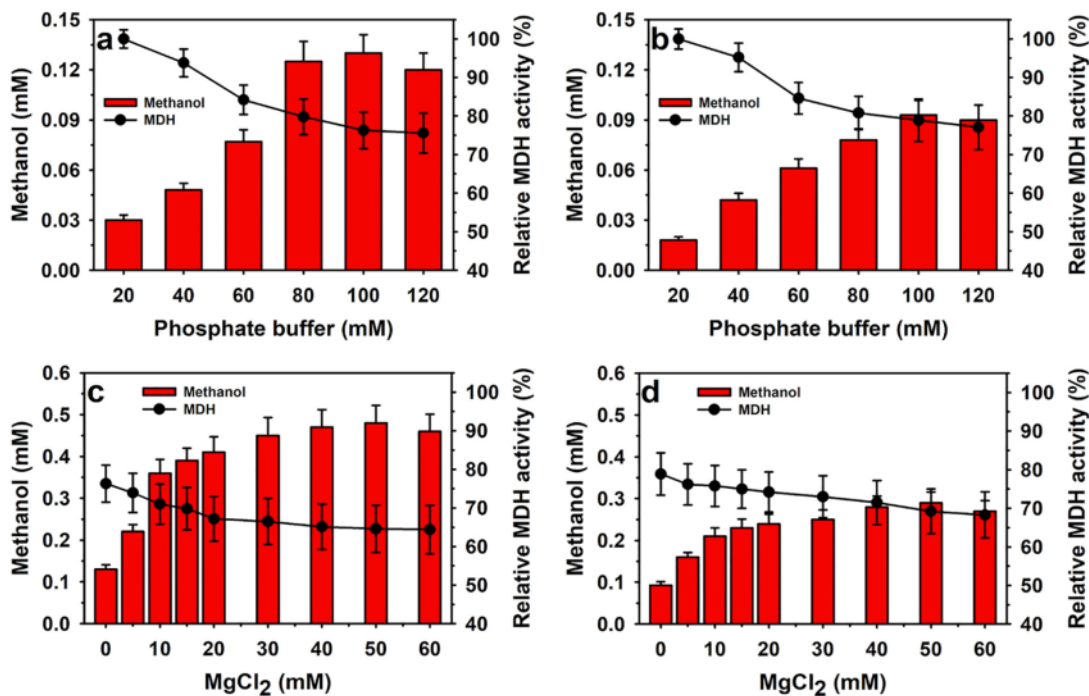 a
Methanol (mM)
0.15
0.12
0.09
0.06
0.03
0.00
Methanol
MDH
100
90
80
70
60
50
40
Relative MDH activity (%)
20 40 60 80 100 120
Phosphate buffer (mM)
b
Methanol (mM)
0.15
0.12
0.09
0.06
0.03
0.00
Methanol
MDH
100
90
80
70
60
50
40
Relative MDH activity (%)
20 40 60 80 100 120
Phosphate buffer (mM)
c
Methanol (mM)
0.6
0.5
0.4
0.3
0.2
0.1
0.0
Methanol
MDH
100
90
80
70
60
50
40
Relative MDH activity (%)
0 10 20 30 40 50 60
MgCl2 (mM)
d
Methanol (mM)
0.6
0.5
0.4
0.3
0.2
0.1
0.0
Methanol
MDH
100
90
80
70
60
50
40
Relative MDH activity (%)
0 10 20 30 40 50 60
MgCl2 (mM)